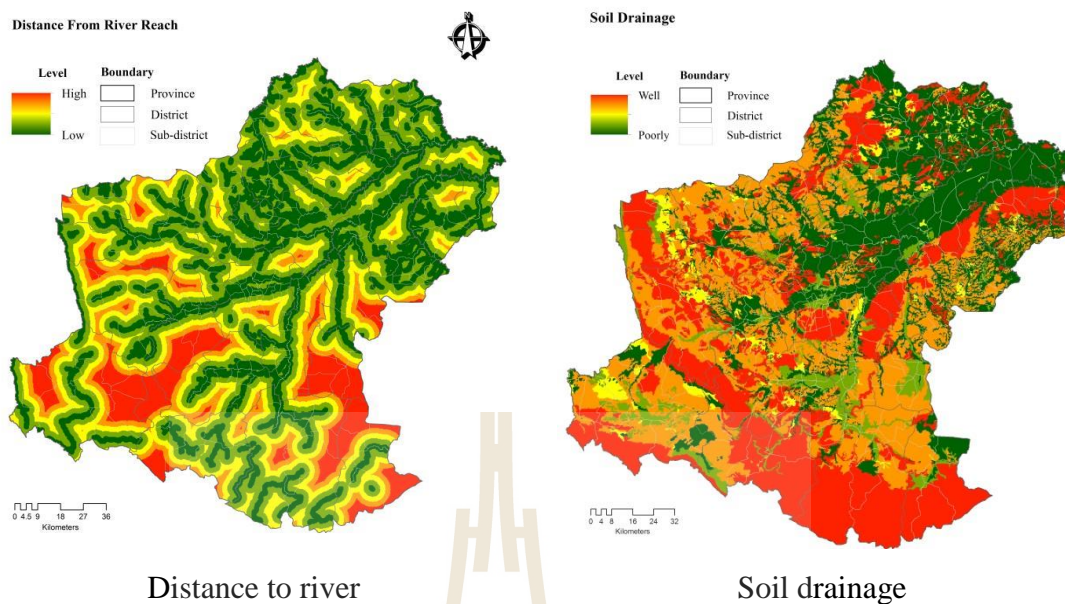 Distance From River Reach
Level Boundary
High Province
District
Low Sub-district
0 4.5 9 18 27 36
Kilometers
Distance to river
Soil Drainage
Level Boundary
Well Province
District
Poorly Sub-district
0 4 8 16 24 32
Kilometers
Soil drainage